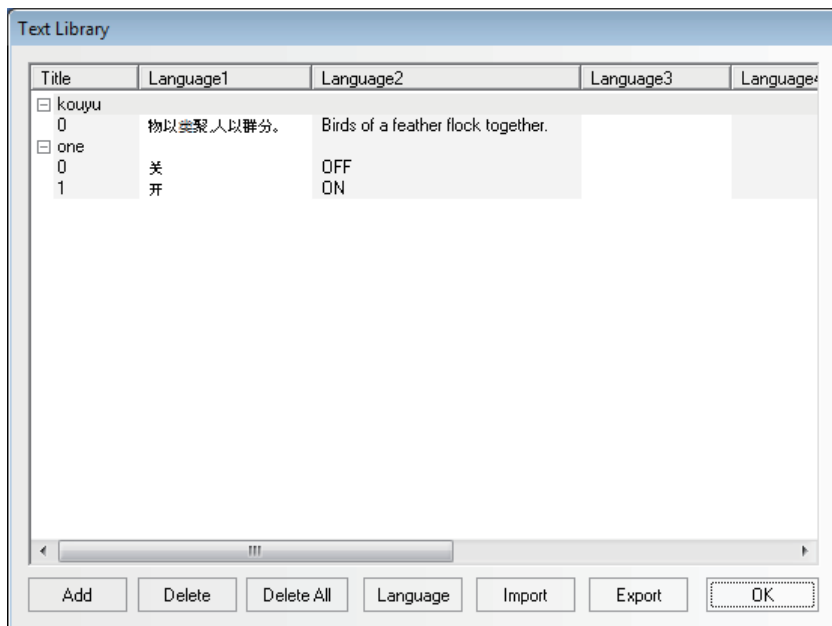 Text Library
Title Language1 Language2 Language3 Language4
kouyu
0 物以类聚,人以群分。 Birds of a feather flock together.
one
0 关 OFF
1 开 ON
Add Delete Delete All Language Import Export OK